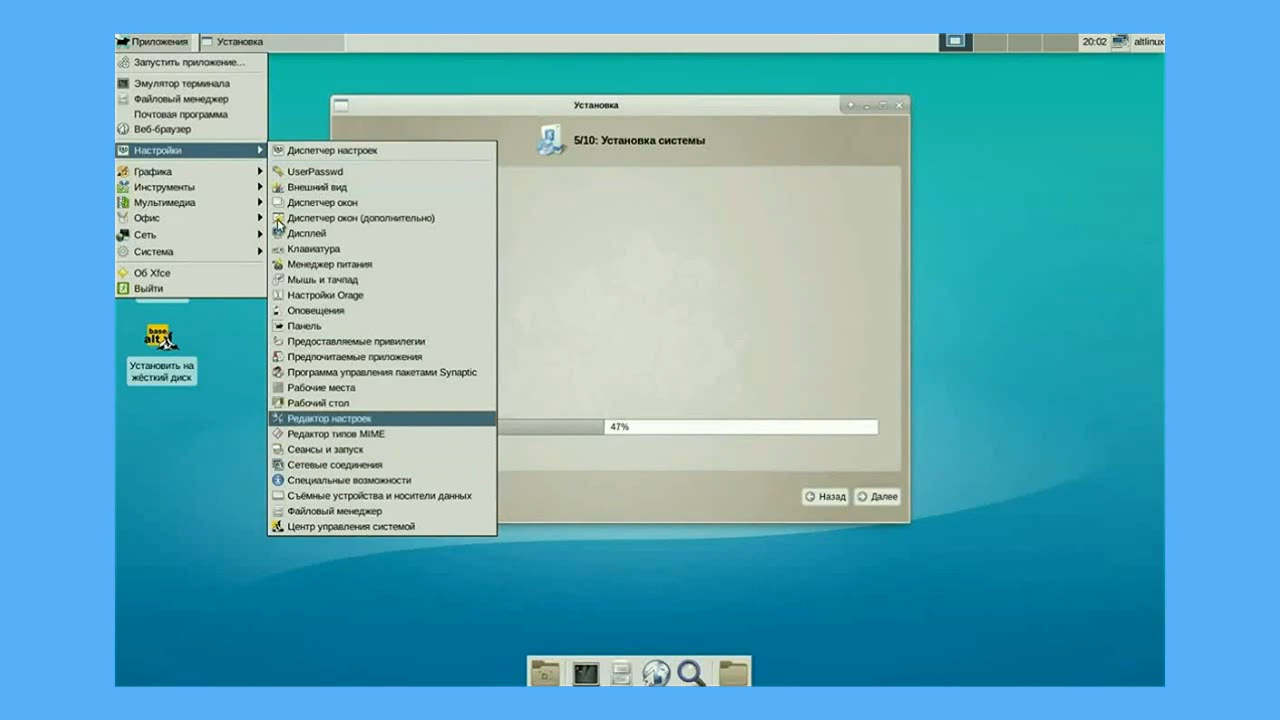 Приложения
Установка
20:02
altlinux
Запустить приложение...
Эмулятор терминала
Файловый менеджер
Почтовая программа
Веб-браузер
Настройки
Графика
Инструменты
Мультимедиа
Офис
Сеть
Система
Об Xfce
Выйти
Диспетчер настроек
UserPasswd
Внешний вид
Диспетчер окон
Диспетчер окон (дополнительно)
Дисплей
Клавиатура
Менеджер питания
Мышь и тачпад
Настройки Orage
Оповещения
Панель
Предоставляемые привилегии
Предпочитаемые приложения
Программа управления пакетами Synaptic
Рабочие места
Рабочий стол
Редактор настроек
Редактор типов MIME
Сеансы и запуск
Сетевые соединения
Специальные возможности
Съёмные устройства и носители данных
Файловый менеджер
Центр управления системой
Установка
5/10: Установка системы
47%
Назад
Далее
base
alt
Установить на
жёсткий диск